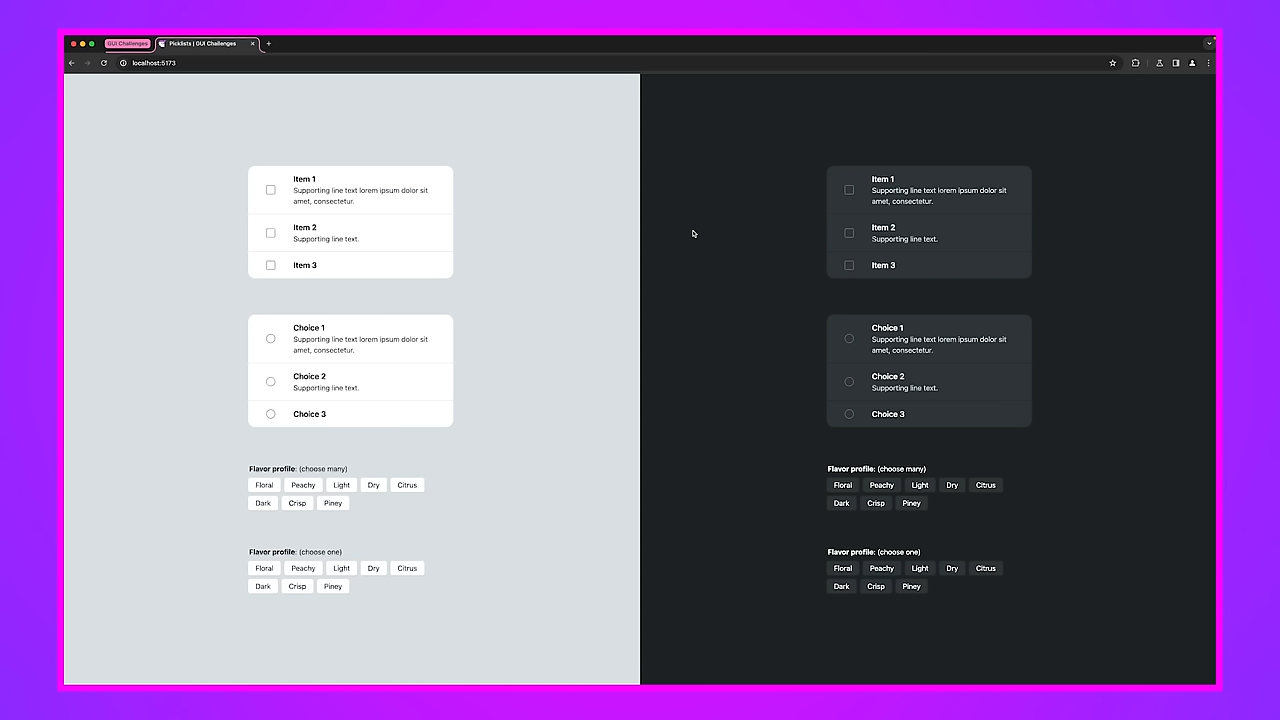 GUI Challenges
Picklists | GUI Challenges
localhost:5173
Item 1
Supporting line text lorem ipsum dolor sit
amet, consectetur.
Item 2
Supporting line text.
Item 3
Choice 1
Supporting line text lorem ipsum dolor sit
amet, consectetur.
Choice 2
Supporting line text.
Choice 3
Flavor profile: (choose many)
Floral Peachy Light Dry Citrus
Dark Crisp Piney
Flavor profile: (choose one)
Floral Peachy Light Dry Citrus
Dark Crisp Piney
Item 1
Supporting line text lorem ipsum dolor sit
amet, consectetur.
Item 2
Supporting line text.
Item 3
Choice 1
Supporting line text lorem ipsum dolor sit
amet, consectetur.
Choice 2
Supporting line text.
Choice 3
Flavor profile: (choose many)
Floral Peachy Light Dry Citrus
Dark Crisp Piney
Flavor profile: (choose one)
Floral Peachy Light Dry Citrus
Dark Crisp Piney